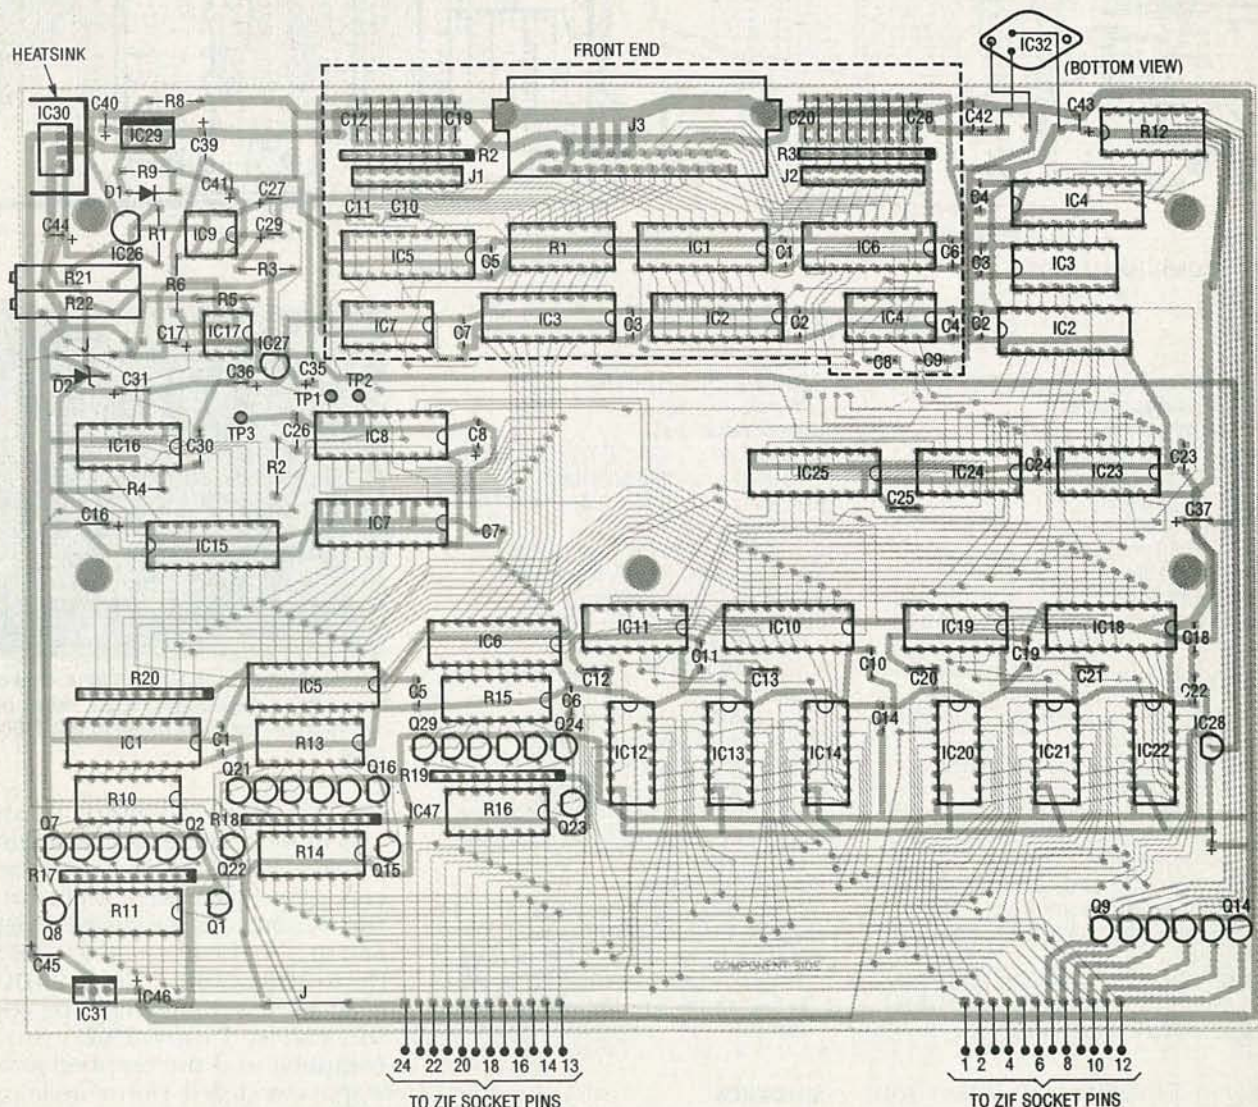 HEATSINK
FRONT END
IC32
(BOTTOM VIEW)
IC30
C40
R8
IC29
C39
C12
C19
J3
C20
C28
C42
C43
R12
R2
J1
R3
J2
R9
D1
C41
C27
C44
IC26
R1
IC9
C29
C11
C10
C4
IC4
R3
IC5
C5
R1
IC1
C1
IC6
C6
C3
IC3
R21
R22
R6
R5
C17
IC17
IC27
IC7
C7
IC3
C3
IC2
C2
IC4
C4
C2
IC2
J
D2
C31
C36
C35
TP1
TP2
C8
C9
TP3
C26
IC8
C8
IC16
C30
R2
R4
IC25
IC24
C24
IC23
C23
C25
C37
C16
IC15
IC7
C7
IC6
IC11
C11
IC10
C10
IC19
C19
IC18
C18
R20
IC5
C5
R15
C6
C12
C13
C20
C21
C22
IC1
C1
R13
Q29
Q24
IC12
IC13
IC14
C14
IC20
IC21
IC22
IC28
R10
Q21
Q16
R19
R16
Q23
IC47
R18
Q7
Q2
Q22
R14
Q15
R17
R11
Q8
Q1
Q9
Q14
C45
IC31
IC46
J
COMPONENT SIDE
24 22 20 18 16 14 13
1 2 4 6 8 10 12
TO ZIF SOCKET PINS
TO ZIF SOCKET PINS